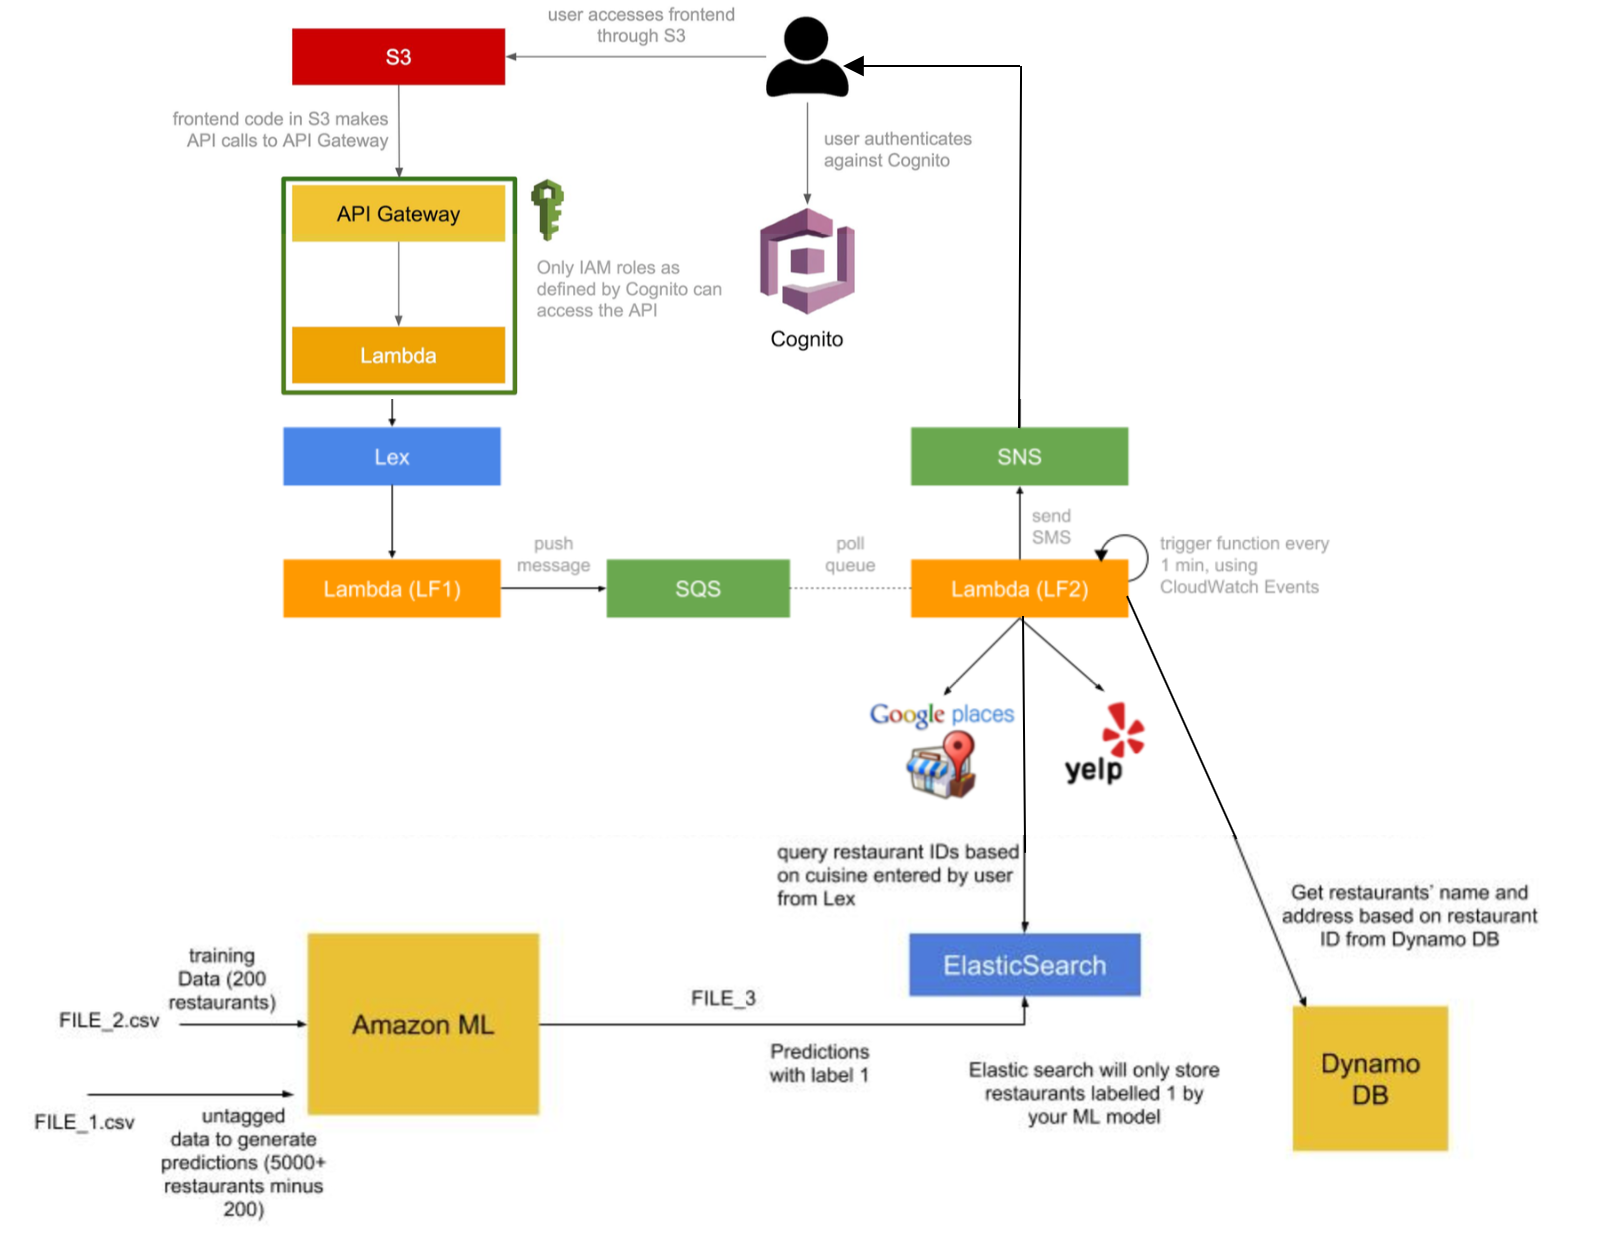 user accesses frontend
through S3
S3
frontend code in S3 makes
API calls to API Gateway
user authenticates
against Cognito
API Gateway
Only IAM roles as
defined by Cognito can
access the API
Lambda
Cognito
Lex
SNS
send
SMS
push
message
poll
queue
trigger function every
1 min, using
CloudWatch Events
Lambda (LF1)
SQS
Lambda (LF2)
Google places
yelp
query restaurant IDs based
on cuisine entered by user
from Lex
Get restaurants' name and
address based on restaurant
ID from Dynamo DB
training
Data (200
restaurants)
FILE_2.csv
Amazon ML
FILE_3
ElasticSearch
Predictions
with label 1
Elastic search will only store
restaurants labelled 1 by
your ML model
Dynamo
DB
FILE_1.csv
untagged
data to generate
predictions (5000+
restaurants minus
200)